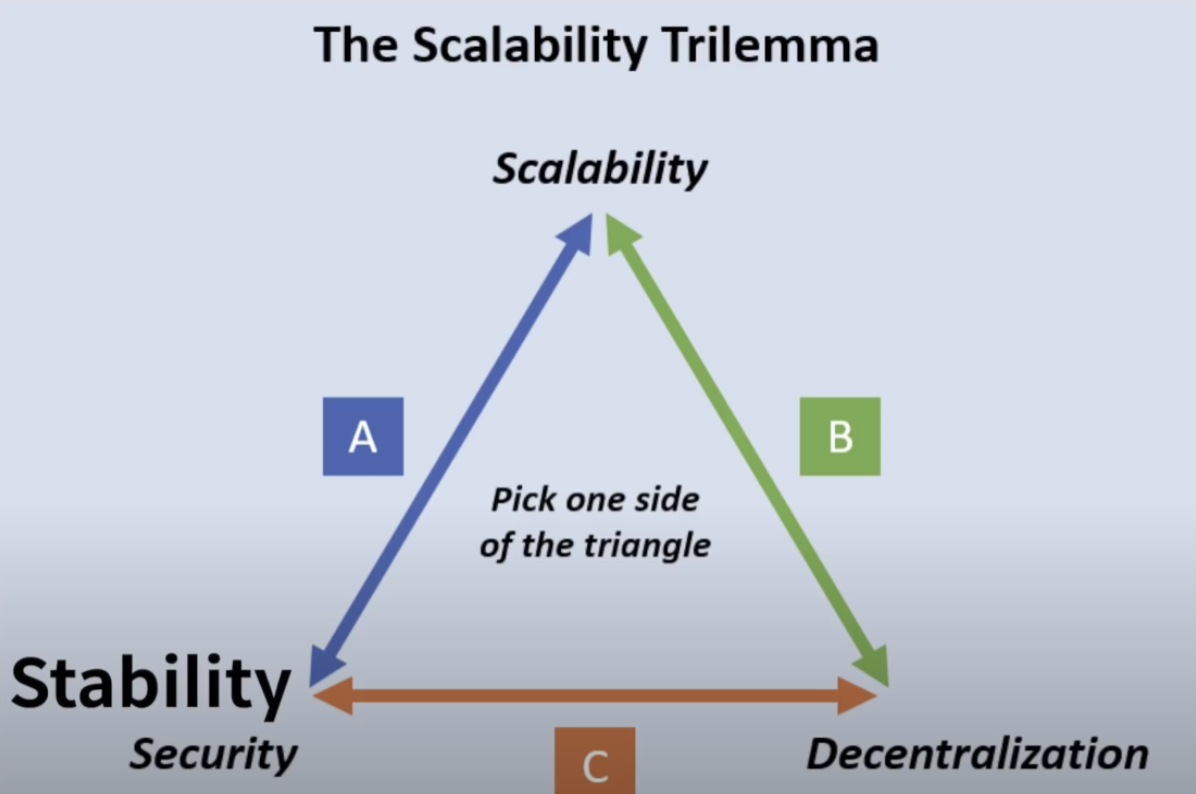 The Scalability Trilemma
Scalability
A
B
Pick one side
of the triangle
Stability
Security
Decentralization
C